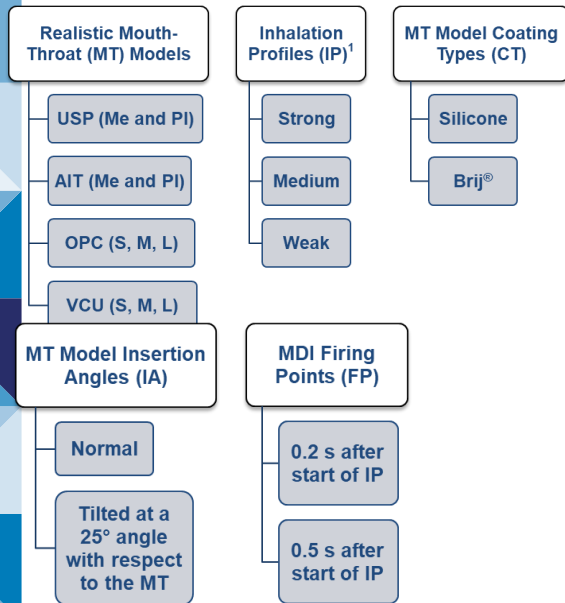 Realistic Mouth-
Throat (MT) Models
USP (Me and Pl)
AIT (Me and Pl)
OPC (S, M, L)
VCU (S, M, L)
Inhalation
Profiles (IP)¹
Strong
Medium
Weak
MT Model Coating
Types (CT)
Silicone
Brij®
MT Model Insertion
Angles (IA)
Normal
Tilted at a
25° angle
with respect
to the MT
MDI Firing
Points (FP)
0.2 s after
start of IP
0.5 s after
start of IP